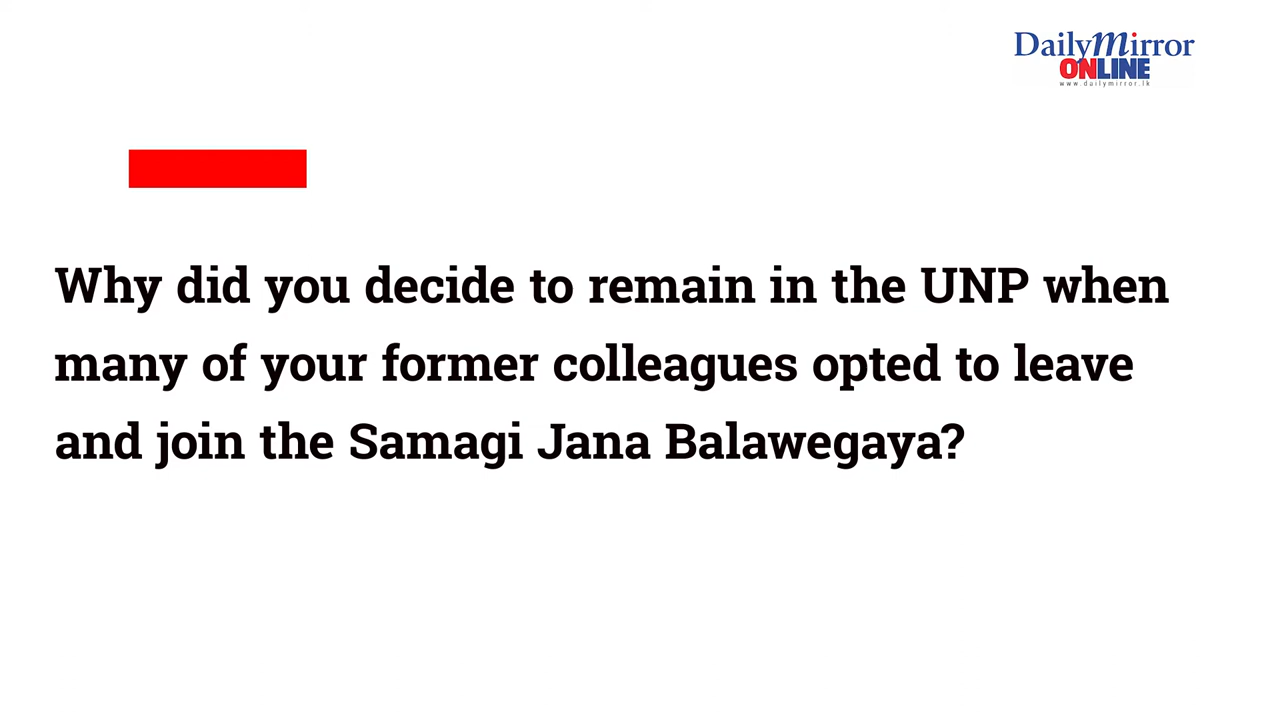 DailyMirror
ONLINE
www.dailymirror.lk
Why did you decide to remain in the UNP when
many of your former colleagues opted to leave
and join the Samagi Jana Balawegaya?